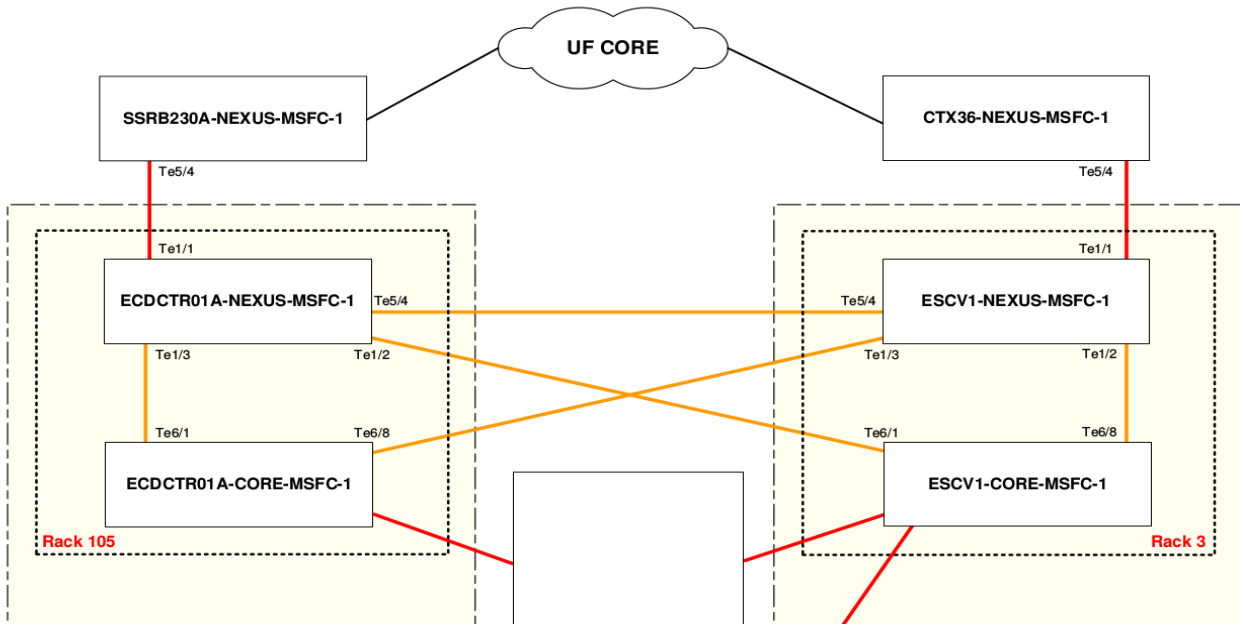 UF CORE
SSRB230A-NEXUS-MSFC-1
CTX36-NEXUS-MSFC-1
Te5/4
Te5/4
Te1/1
Te1/1
ECDCTR01A-NEXUS-MSFC-1
Te5/4
Te5/4
ESCV1-NEXUS-MSFC-1
Te1/3
Te1/2
Te1/3
Te1/2
Te6/1
Te6/8
Te6/1
Te6/8
ECDCTR01A-CORE-MSFC-1
ESCV1-CORE-MSFC-1
Rack 105
Rack 3